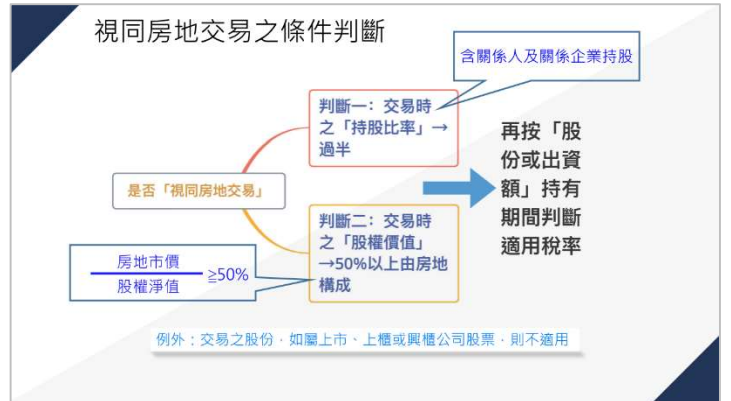 視同房地交易之條件判斷
含關係人及關係企業持股
判斷一：交易時
之「持股比率」→
過半
再按「股
份或出資
額」持有
期間判斷
適用稅率
是否「視同房地交易」
判斷二：交易時
之「股權價值」
→50%以上由房地
構成
房地市價
股權淨值
≧50%
例外：交易之股份，如屬上市、上櫃或興櫃公司股票，則不適用